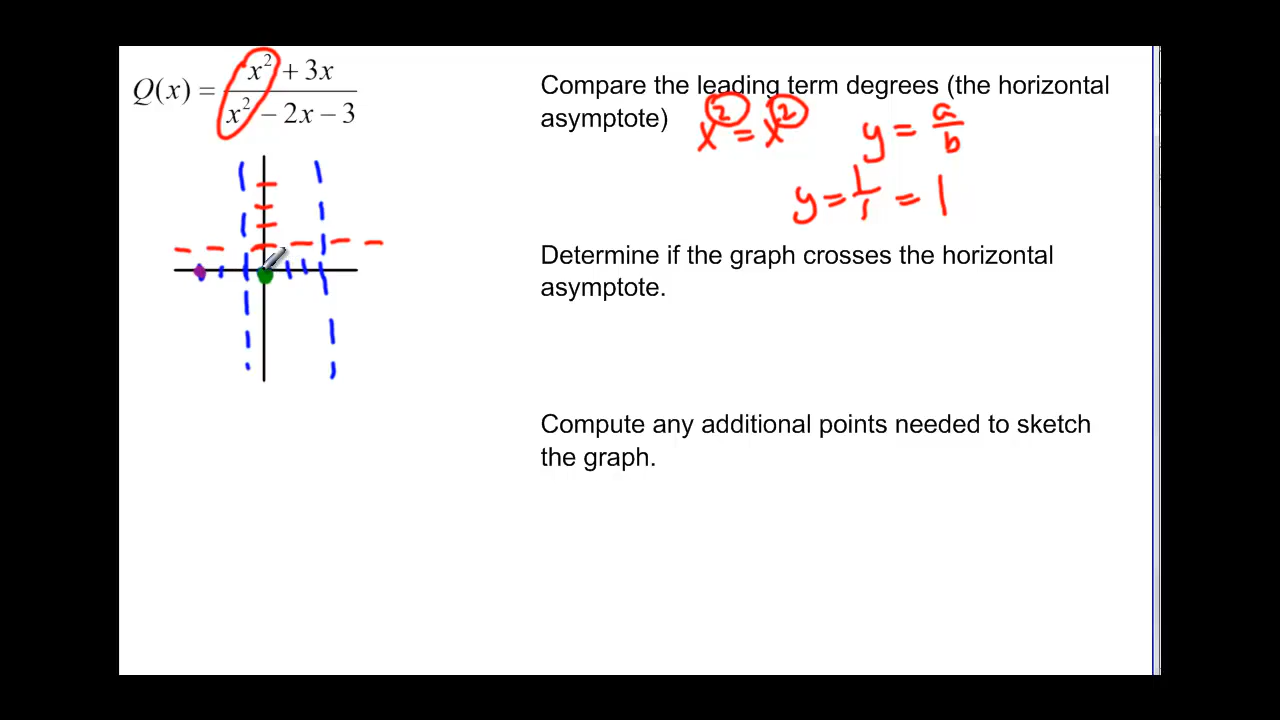 Q(x) = (x² + 3x)/(x² − 2x − 3)
Compare the leading term degrees (the horizontal
asymptote)
x² = x²
y = a/b
y = 1/1 = 1
Determine if the graph crosses the horizontal
asymptote.
Compute any additional points needed to sketch
the graph.